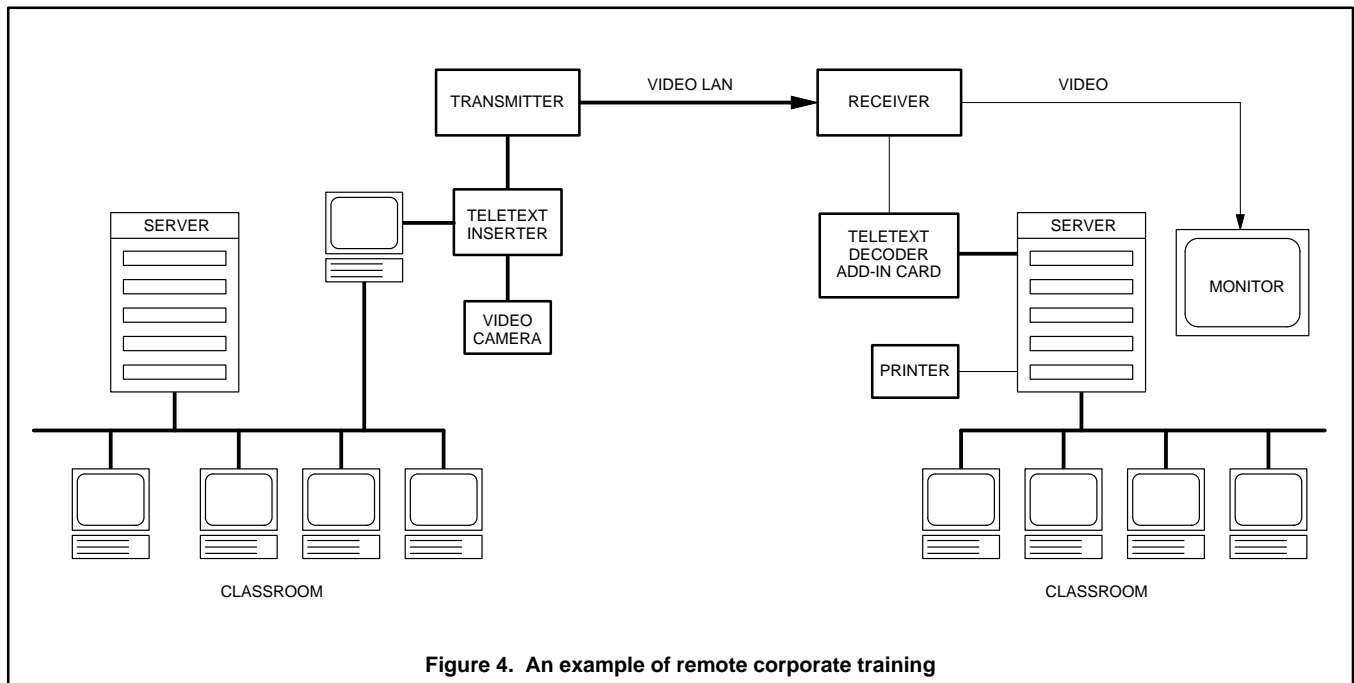 TRANSMITTER
VIDEO LAN
RECEIVER
VIDEO
SERVER
TELETEXT
INSERTER
TELETEXT
DECODER
ADD-IN CARD
SERVER
MONITOR
VIDEO
CAMERA
PRINTER
CLASSROOM
CLASSROOM
Figure 4. An example of remote corporate training